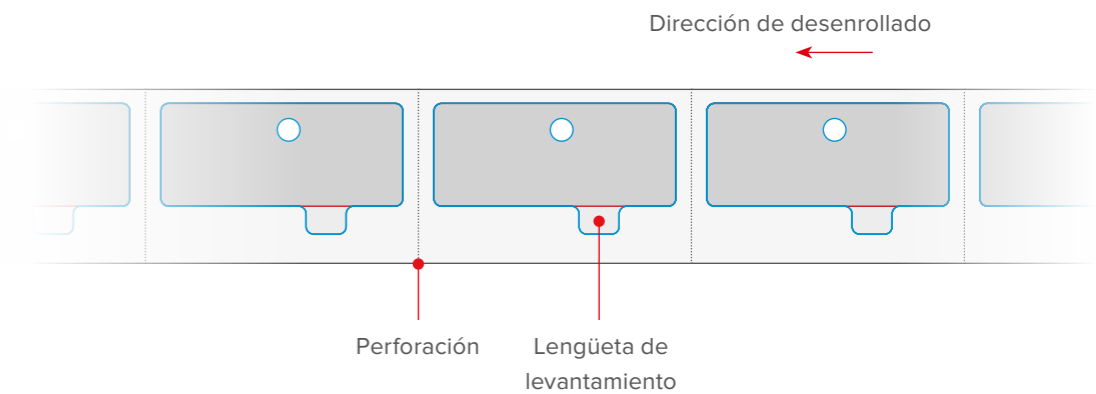 Dirección de desenrollado
Perforación
Lengüeta de
levantamiento